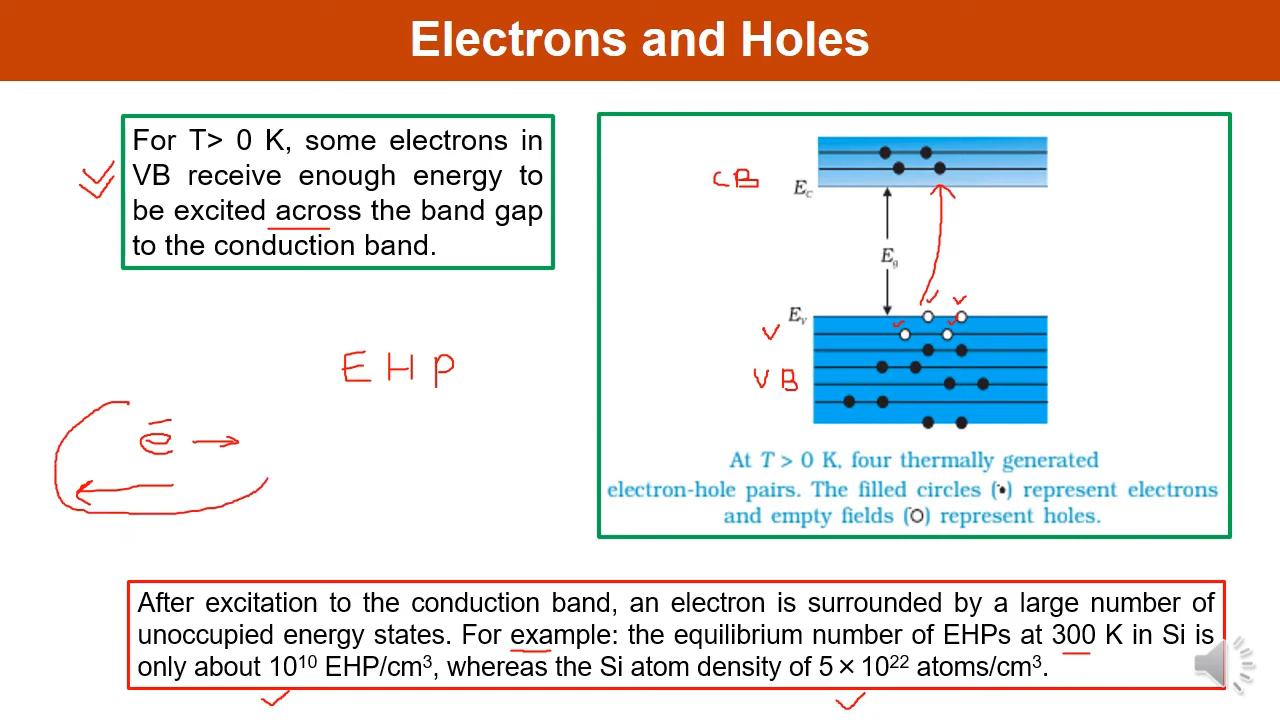 Electrons and Holes
For T> 0 K, some electrons in
VB receive enough energy to
be excited across the band gap
to the conduction band.
CB
E_c
E_g
E_v
V
VB
EHP
e̅
At T > 0 K, four thermally generated
electron-hole pairs. The filled circles (•) represent electrons
and empty fields (○) represent holes.
After excitation to the conduction band, an electron is surrounded by a large number of
unoccupied energy states. For example: the equilibrium number of EHPs at 300 K in Si is
only about 10¹⁰ EHP/cm³, whereas the Si atom density of 5×10²² atoms/cm³.